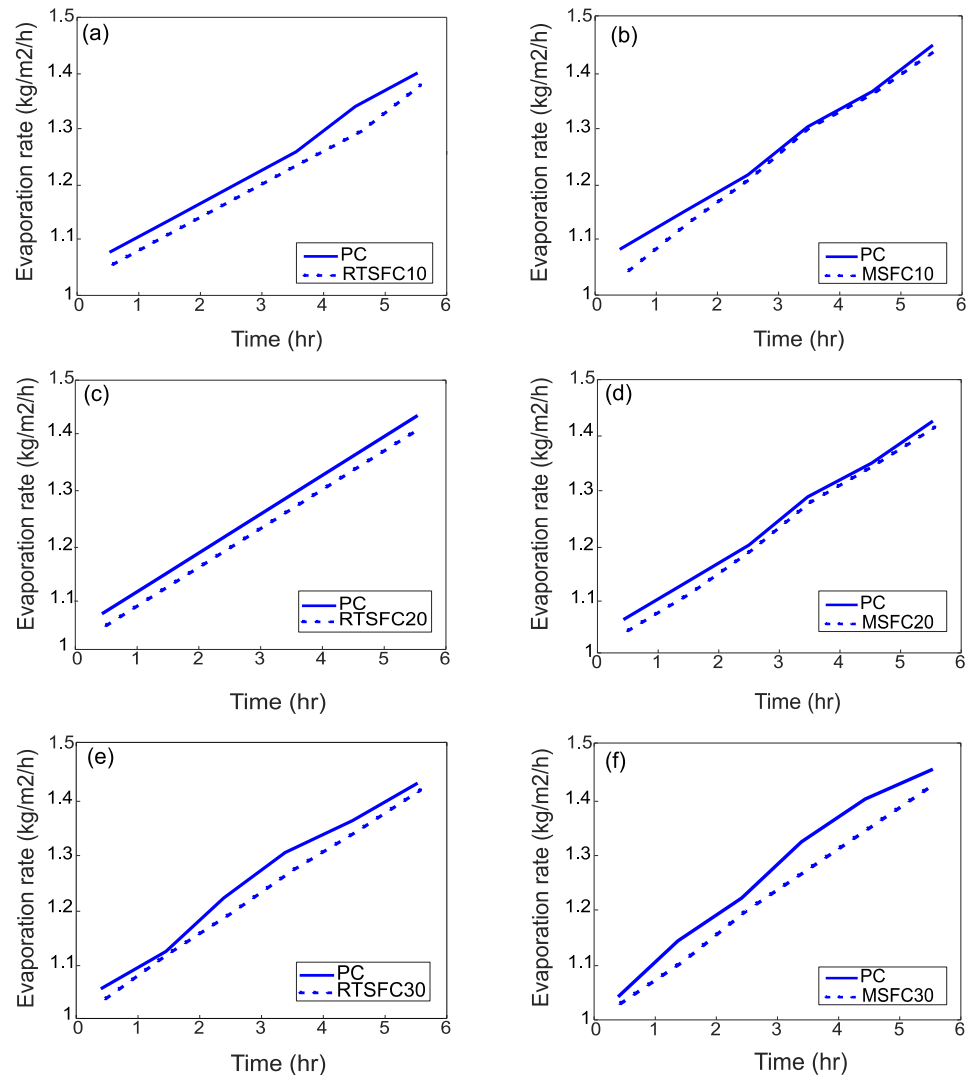 (a)
Evaporation rate (kg/m2/h)
1.5
1.4
1.3
1.2
1.1
1
PC
RTSFC10
0 1 2 3 4 5 6
Time (hr)
(b)
Evaporation rate (kg/m2/h)
1.5
1.4
1.3
1.2
1.1
1
PC
MSFC10
0 1 2 3 4 5 6
Time (hr)
(c)
Evaporation rate (kg/m2/h)
1.5
1.4
1.3
1.2
1.1
1
PC
RTSFC20
0 1 2 3 4 5 6
Time (hr)
(d)
Evaporation rate (kg/m2/h)
1.5
1.4
1.3
1.2
1.1
1
PC
MSFC20
0 1 2 3 4 5 6
Time (hr)
(e)
Evaporation rate (kg/m2/h)
1.5
1.4
1.3
1.2
1.1
1
PC
RTSFC30
0 1 2 3 4 5 6
Time (hr)
(f)
Evaporation rate (kg/m2/h)
1.5
1.4
1.3
1.2
1.1
1
PC
MSFC30
0 1 2 3 4 5 6
Time (hr)